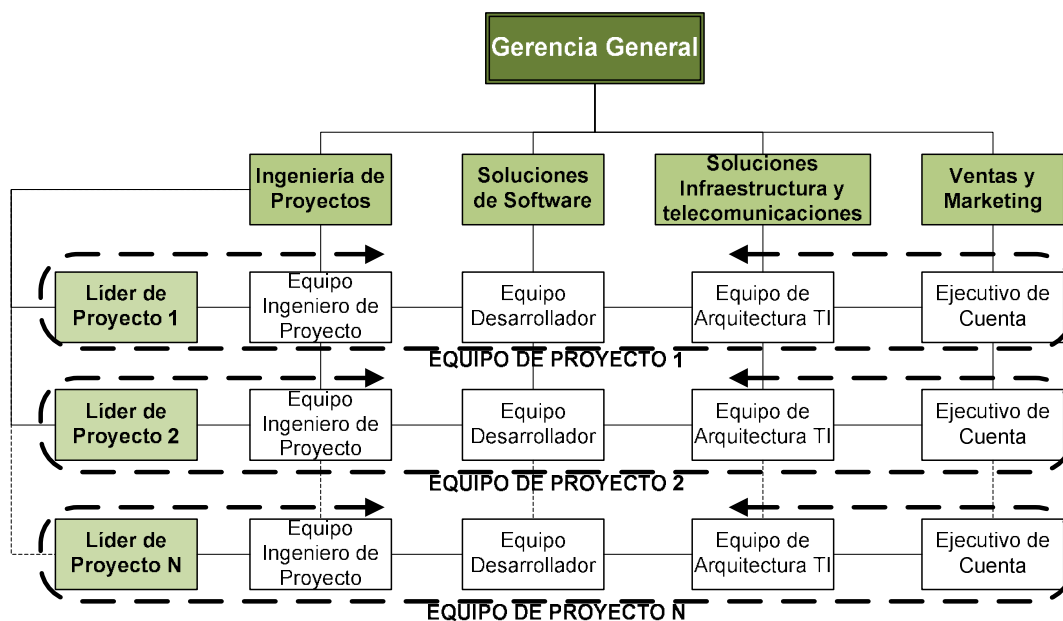 Gerencia General
Ingeniería de
Proyectos
Soluciones
de Software
Soluciones
Infraestructura y
telecomunicaciones
Ventas y
Marketing
Líder de
Proyecto 1
Equipo
Ingeniero de
Proyecto
Equipo
Desarrollador
Equipo de
Arquitectura TI
Ejecutivo de
Cuenta
EQUIPO DE PROYECTO 1
Líder de
Proyecto 2
Equipo
Ingeniero de
Proyecto
Equipo
Desarrollador
Equipo de
Arquitectura TI
Ejecutivo de
Cuenta
EQUIPO DE PROYECTO 2
Líder de
Proyecto N
Equipo
Ingeniero de
Proyecto
Equipo
Desarrollador
Equipo de
Arquitectura TI
Ejecutivo de
Cuenta
EQUIPO DE PROYECTO N